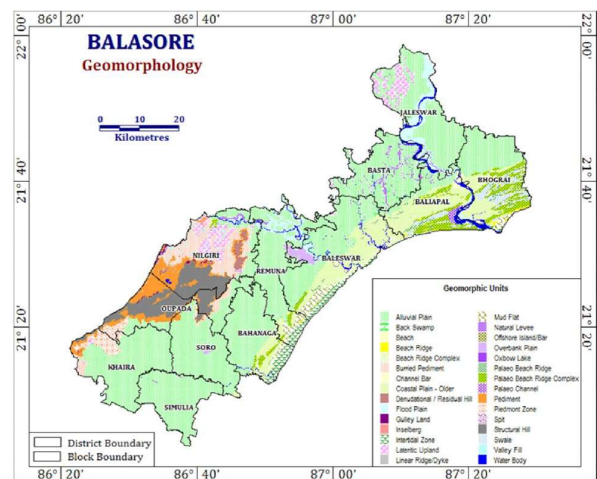 86° 20' 86° 40' 87° 00' 87° 20'
22° 00' 22° 00'
BALASORE
Geomorphology
0 10 20
Kilometres
JALESWAR
BASTA
BHOGRAI
21° 40' 21° 40'
BALIAPAL
NILGIRI
BALESWAR
REMUNA
OUPADA
21° 20' 21° 20'
BAHANAGA
SORO
KHAIRA
SIMULIA
Geomorphic Units
Alluvial Plain
Back Swamp
Beach
Beach Ridge
Beach Ridge Complex
Burried Pediment
Channel Bar
Coastal Plain - Older
Denudational / Residual Hill
Flood Plain
Gulley Land
Inselberg
Intertidal Zone
Lateritic Upland
Linear Ridge/Dyke
Mud Flat
Natural Levee
Offshore Island/Bar
Overbank Plain
Oxbow Lake
Palaeo Beach Ridge
Palaeo Beach Ridge Complex
Palaeo Channel
Pediment
Piedmont Zone
Spit
Structural Hill
Swale
Valley Fill
Water Body
District Boundary
Block Boundary
86° 20' 86° 40' 87° 00' 87° 20'